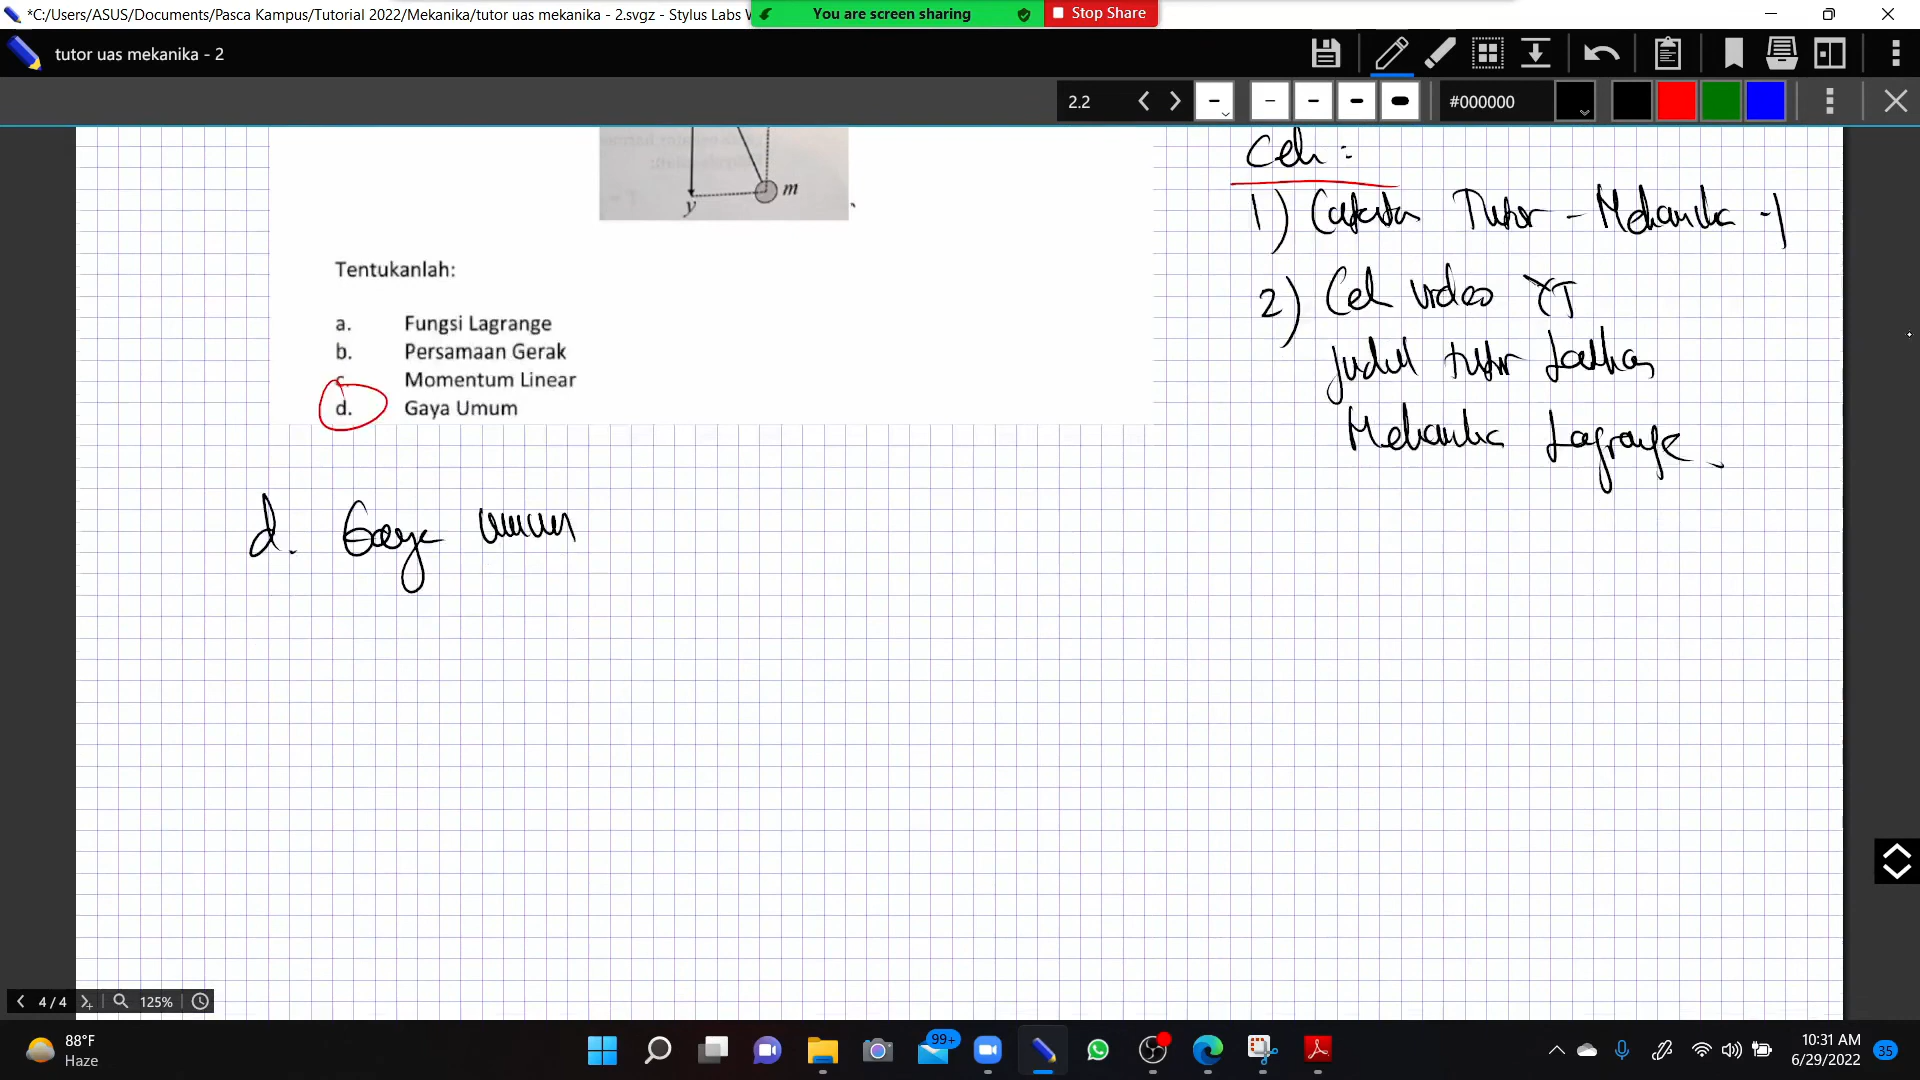 *C:/Users/ASUS/Documents/Pasca Kampus/Tutorial 2022/Mekanika/tutor uas mekanika - 2.svgz - Stylus Labs W
You are screen sharing
Stop Share
tutor uas mekanika - 2
2.2
#000000
m
y
Tentukanlah:
a. Fungsi Lagrange
b. Persamaan Gerak
c. Momentum Linear
d. Gaya Umum
Cek :
1) Catatan Tutor - Mekanika - 1
2) Cek video YT
judul tutor
Mekanika Lagrange
d. Gaya umum
4 / 4
125%
88°F
Haze
99+
10:31 AM
6/29/2022
35